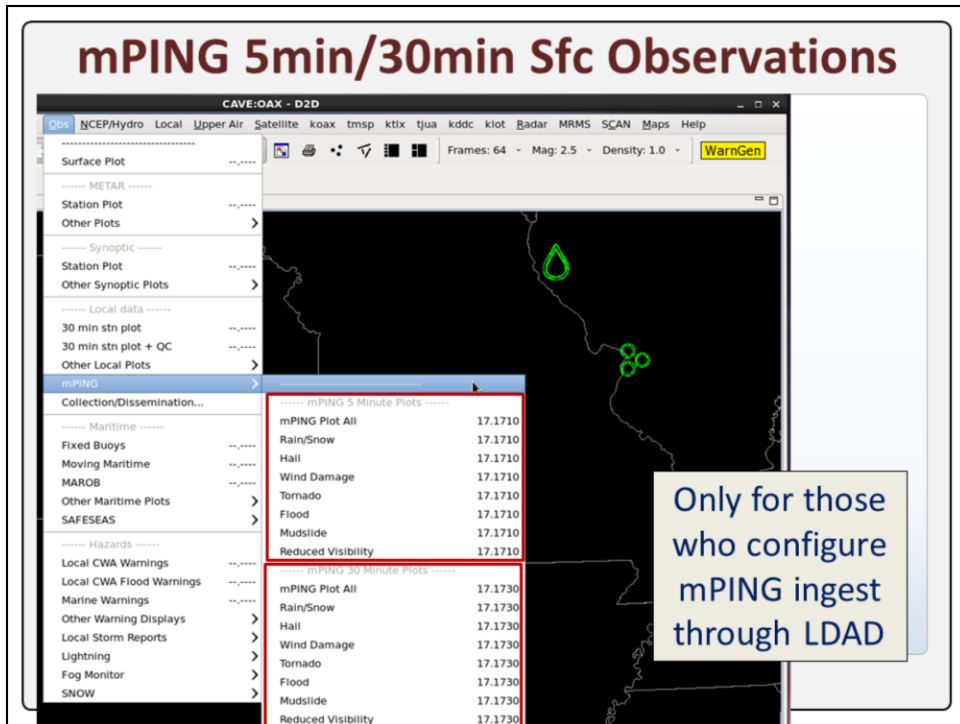 mPING 5min/30min Sfc Observations
CAVE:OAX - D2D
Obs NCEP/Hydro Local Upper Air Satellite koax tmsp ktlx tjua kddc klot Radar MRMS SCAN Maps Help
Frames: 64 Mag: 2.5 Density: 1.0 WarnGen
Surface Plot --.----
------ METAR ------
Station Plot --.----
Other Plots
------ Synoptic ------
Station Plot --.----
Other Synoptic Plots
------ Local data ------
30 min stn plot --.----
30 min stn plot + QC --.----
Other Local Plots
mPING
Collection/Dissemination...
------ Maritime ------
Fixed Buoys --.----
Moving Maritime --.----
MAROB --.----
Other Maritime Plots
SAFESEAS
------ Hazards ------
Local CWA Warnings --.----
Local CWA Flood Warnings --.----
Marine Warnings --.----
Other Warning Displays
Local Storm Reports
Lightning
Fog Monitor
SNOW
------ mPING 5 Minute Plots ------
mPING Plot All 17.1710
Rain/Snow 17.1710
Hail 17.1710
Wind Damage 17.1710
Tornado 17.1710
Flood 17.1710
Mudslide 17.1710
Reduced Visibility 17.1710
------ mPING 30 Minute Plots ------
mPING Plot All 17.1730
Rain/Snow 17.1730
Hail 17.1730
Wind Damage 17.1730
Tornado 17.1730
Flood 17.1730
Mudslide 17.1730
Reduced Visibility 17.1730
Only for those
who configure
mPING ingest
through LDAD